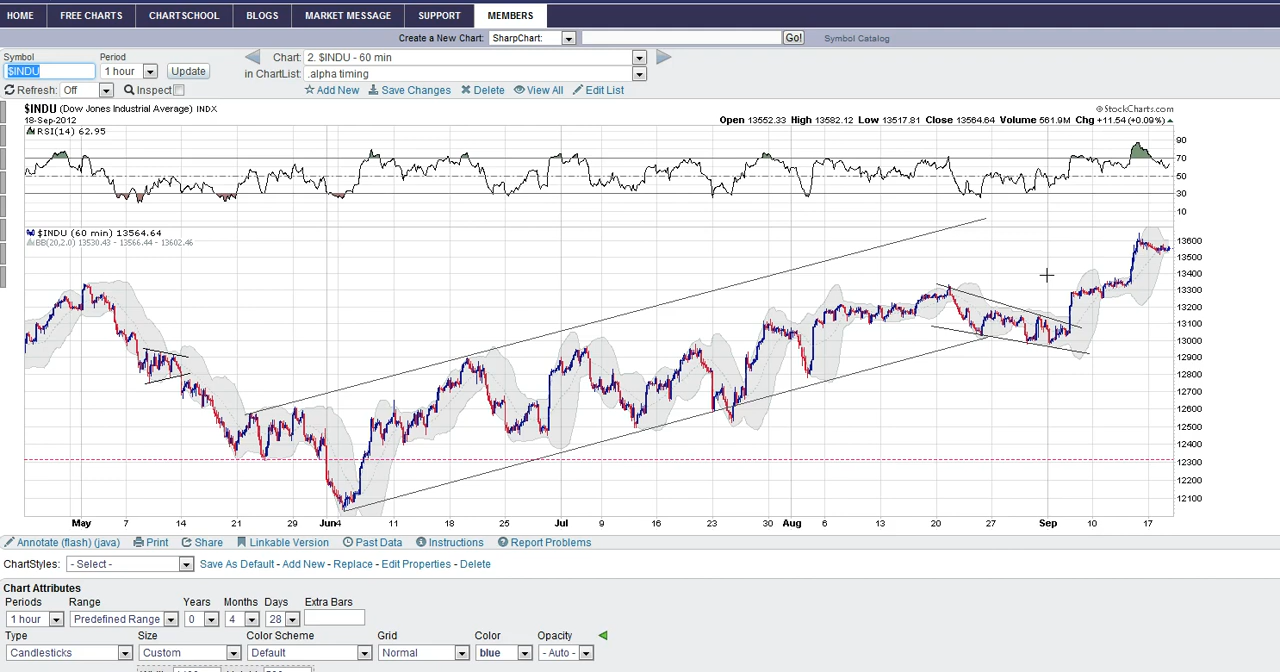 HOME FREE CHARTS CHARTSCHOOL BLOGS MARKET MESSAGE SUPPORT MEMBERS
Create a New Chart: SharpChart: Go! Symbol Catalog
Symbol Period Chart: 2. $INDU - 60 min
$INDU 1 hour Update in ChartList: .alpha timing
Refresh: Off Inspect Add New Save Changes Delete View All Edit List
$INDU (Dow Jones Industrial Average) INDX © StockCharts.com
18-Sep-2012 Open 13552.33 High 13582.12 Low 13517.81 Close 13564.64 Volume 561.9M Chg +11.54 (+0.09%)
RSI(14) 62.95
90
70
50
30
10
$INDU (60 min) 13564.64
BB(20,2.0) 13530.43 - 13566.44 - 13602.46
13600
13500
13400
13300
13200
13100
13000
12900
12800
12700
12600
12500
12400
12300
12200
12100
May 7 14 21 29 Jun4 11 18 25 Jul 9 16 23 30 Aug 6 13 20 27 Sep 10 17
Annotate (flash) (java) Print Share Linkable Version Past Data Instructions Report Problems
ChartStyles: - Select - Save As Default - Add New - Replace - Edit Properties - Delete
Chart Attributes
Periods Range Years Months Days Extra Bars
1 hour Predefined Range 0 4 28
Type Size Color Scheme Grid Color Opacity
Candlesticks Custom Default Normal blue - Auto -